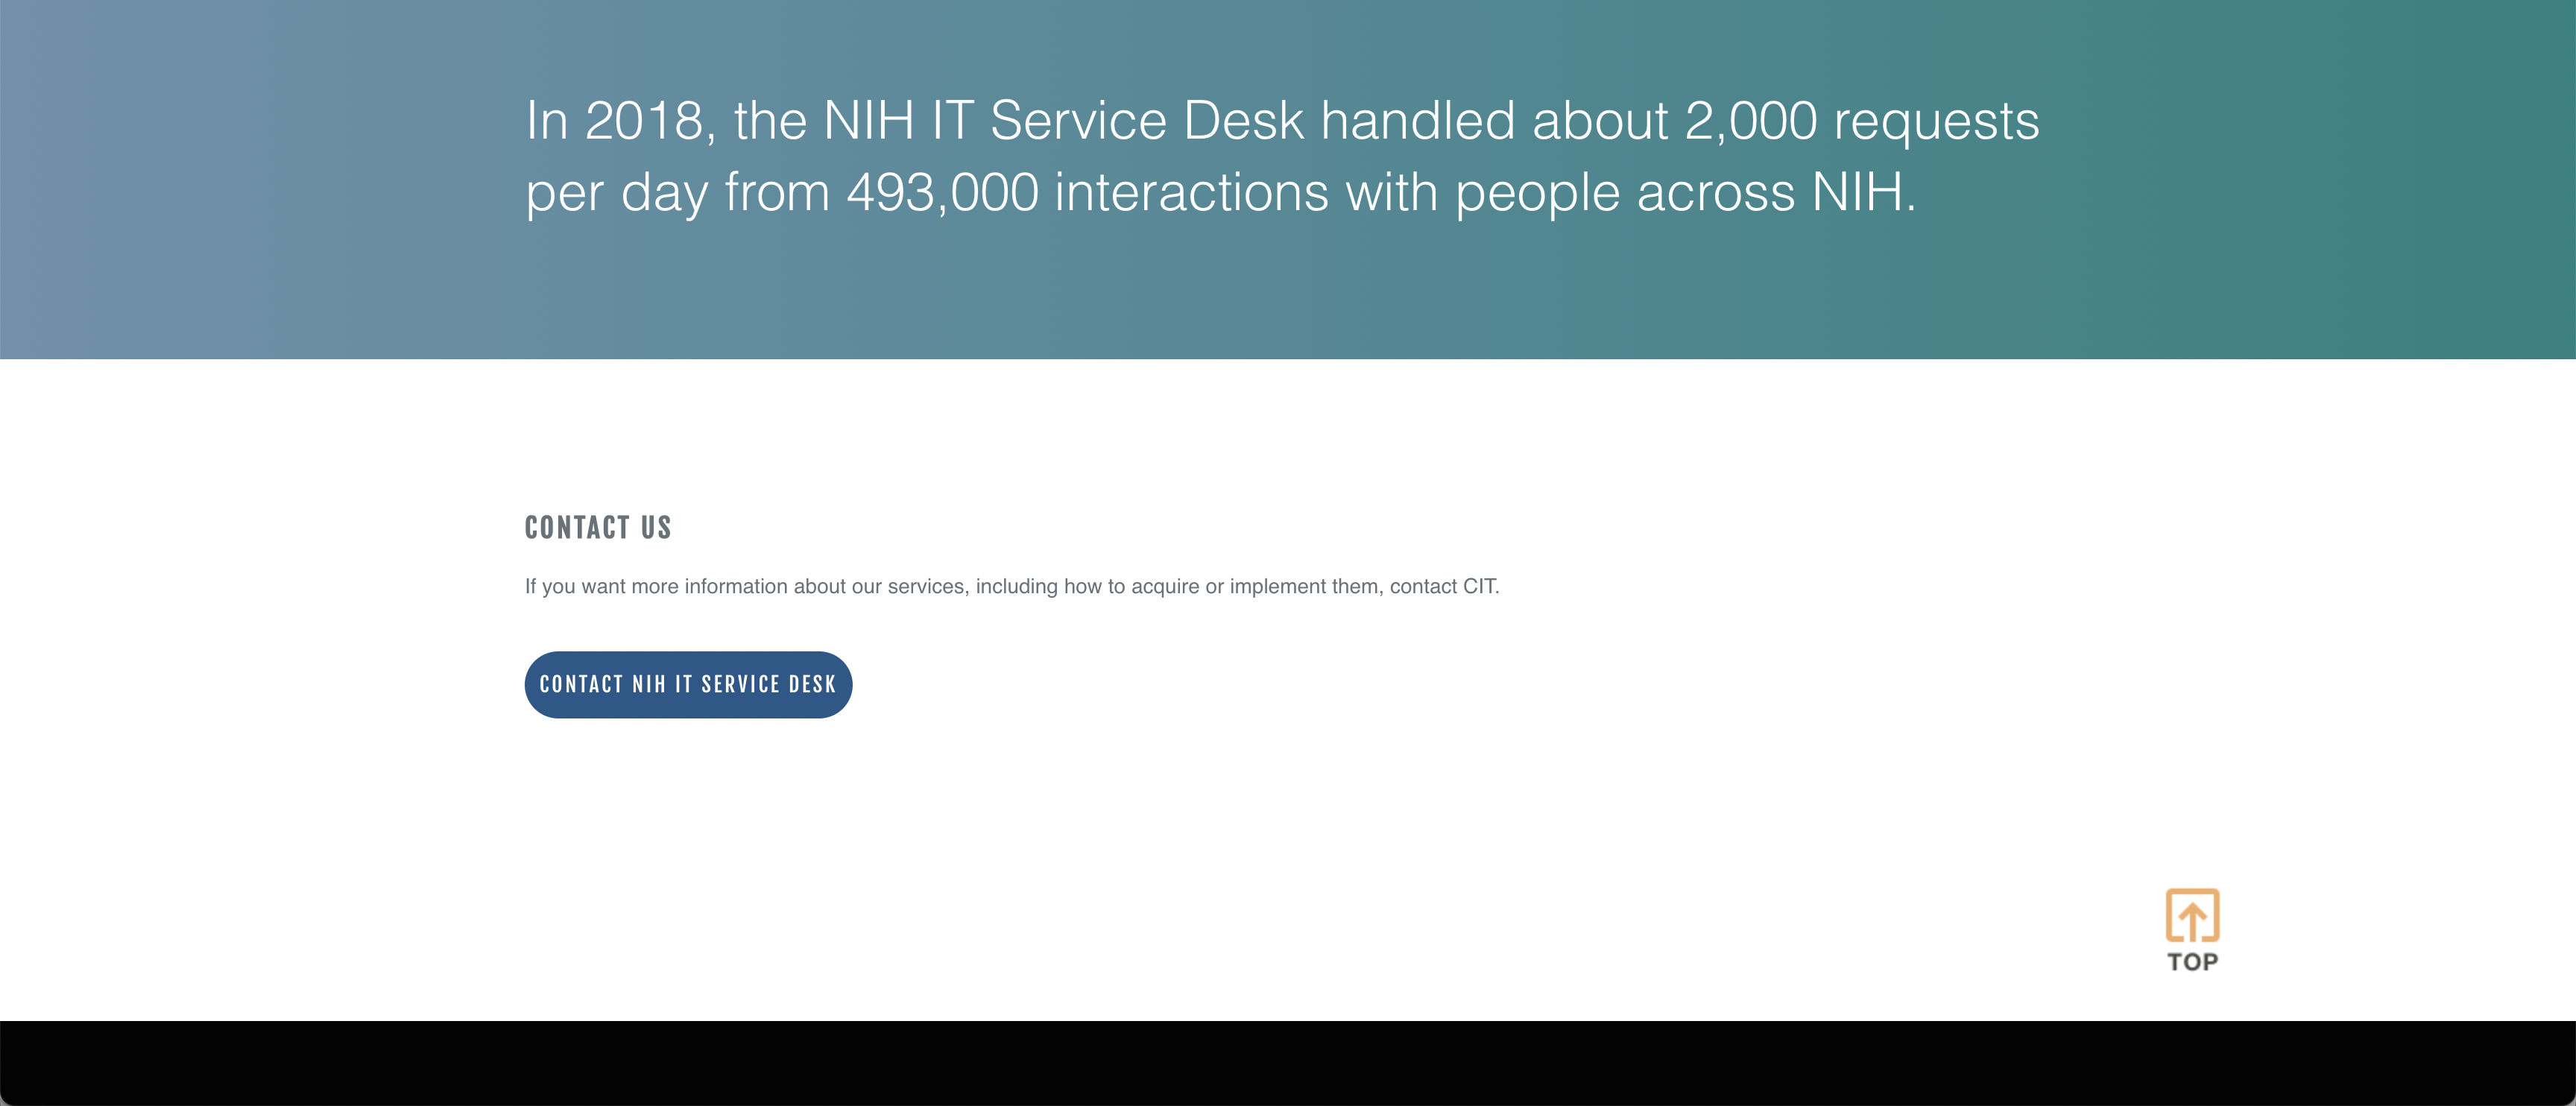 In 2018, the NIH IT Service Desk handled about 2,000 requests
per day from 493,000 interactions with people across NIH.
CONTACT US
If you want more information about our services, including how to acquire or implement them, contact CIT.
CONTACT NIH IT SERVICE DESK
TOP